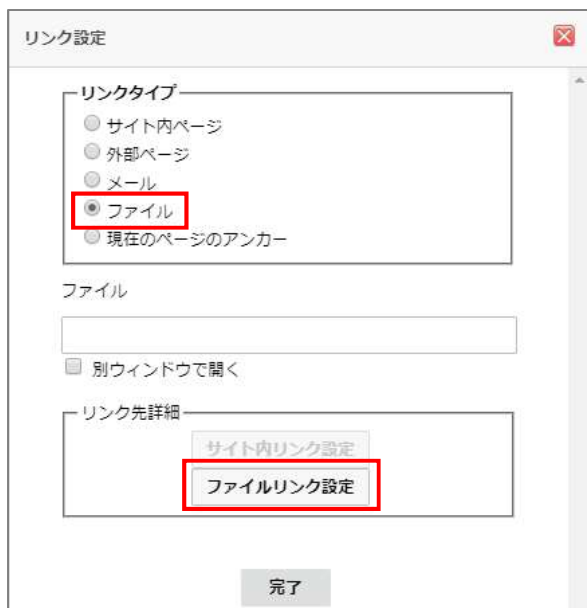 リンク設定
リンクタイプ
サイト内ページ
外部ページ
メール
ファイル
現在のページのアンカー
ファイル
別ウィンドウで開く
リンク先詳細
サイト内リンク設定
ファイルリンク設定
完了